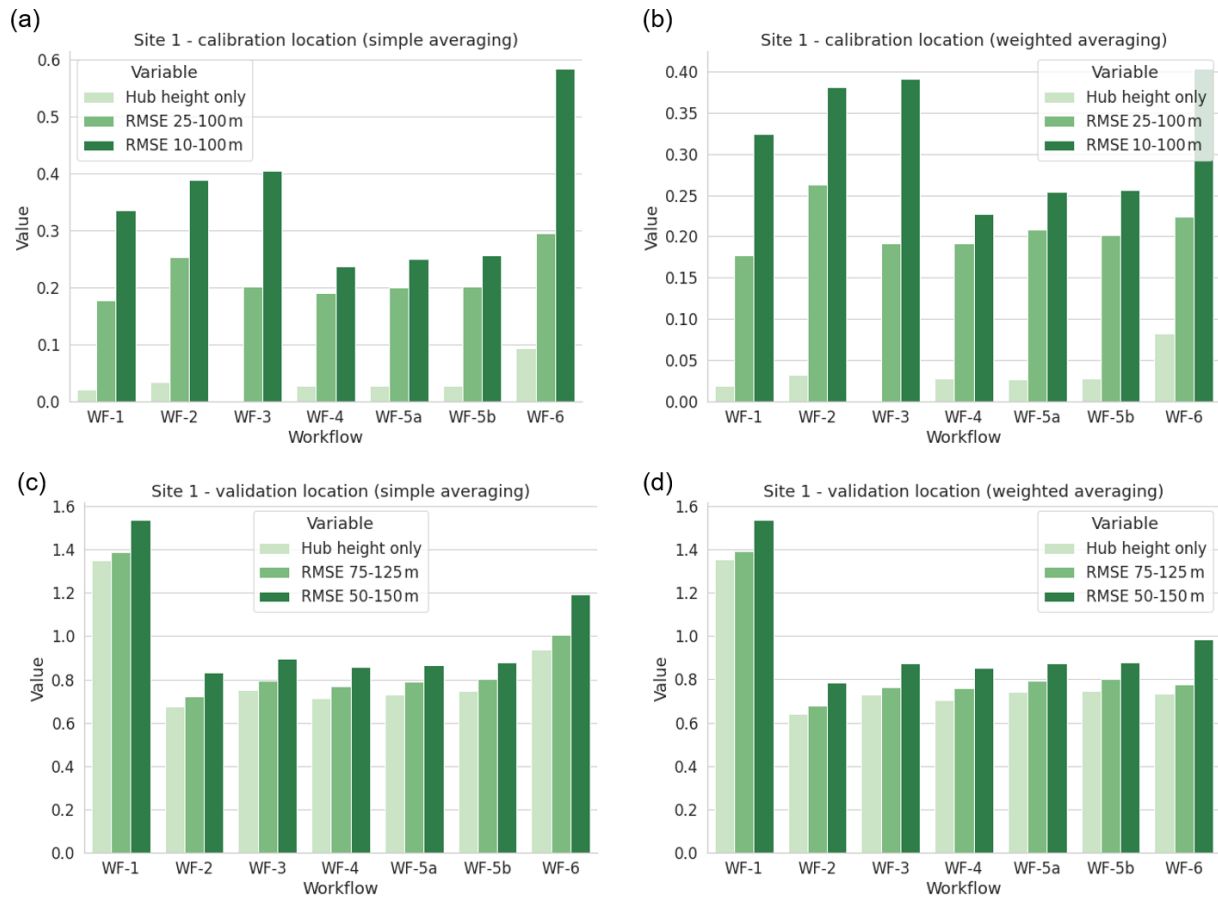 (a)
Site 1 - calibration location (simple averaging)
Variable
Hub height only
RMSE 25-100 m
RMSE 10-100 m
Value
0.6
0.5
0.4
0.3
0.2
0.1
0.0
WF-1 WF-2 WF-3 WF-4 WF-5a WF-5b WF-6
Workflow
(b)
Site 1 - calibration location (weighted averaging)
Variable
Hub height only
RMSE 25-100 m
RMSE 10-100 m
Value
0.40
0.35
0.30
0.25
0.20
0.15
0.10
0.05
0.00
WF-1 WF-2 WF-3 WF-4 WF-5a WF-5b WF-6
Workflow
(c)
Site 1 - validation location (simple averaging)
Variable
Hub height only
RMSE 75-125 m
RMSE 50-150 m
Value
1.6
1.4
1.2
1.0
0.8
0.6
0.4
0.2
0.0
WF-1 WF-2 WF-3 WF-4 WF-5a WF-5b WF-6
Workflow
(d)
Site 1 - validation location (weighted averaging)
Variable
Hub height only
RMSE 75-125 m
RMSE 50-150 m
Value
1.6
1.4
1.2
1.0
0.8
0.6
0.4
0.2
0.0
WF-1 WF-2 WF-3 WF-4 WF-5a WF-5b WF-6
Workflow